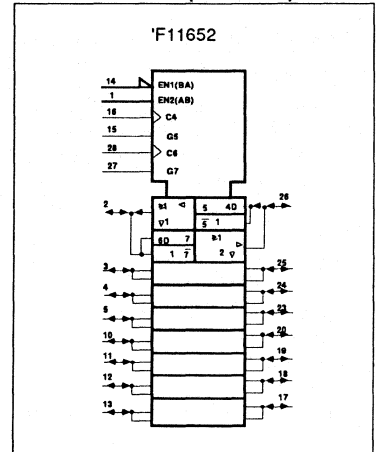 'F11652
14 EN1(BA)
1 EN2(AB)
16 C4
15 G5
28 C6
27 G7
2 ≥1 5 4D 26
▽1 5̅ 1
6D 7 ≥1
1 7̅ 2 ▽
3 25
4 24
5 23
10 20
11 19
12 18
13 17